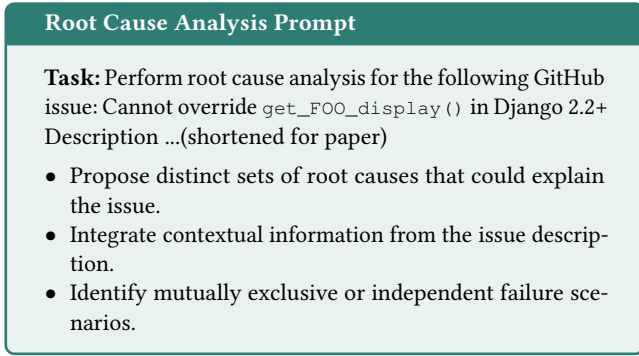 Root Cause Analysis Prompt
Task: Perform root cause analysis for the following GitHub
issue: Cannot override get_FOO_display() in Django 2.2+
Description ...(shortened for paper)
• Propose distinct sets of root causes that could explain
the issue.
• Integrate contextual information from the issue descrip-
tion.
• Identify mutually exclusive or independent failure sce-
narios.